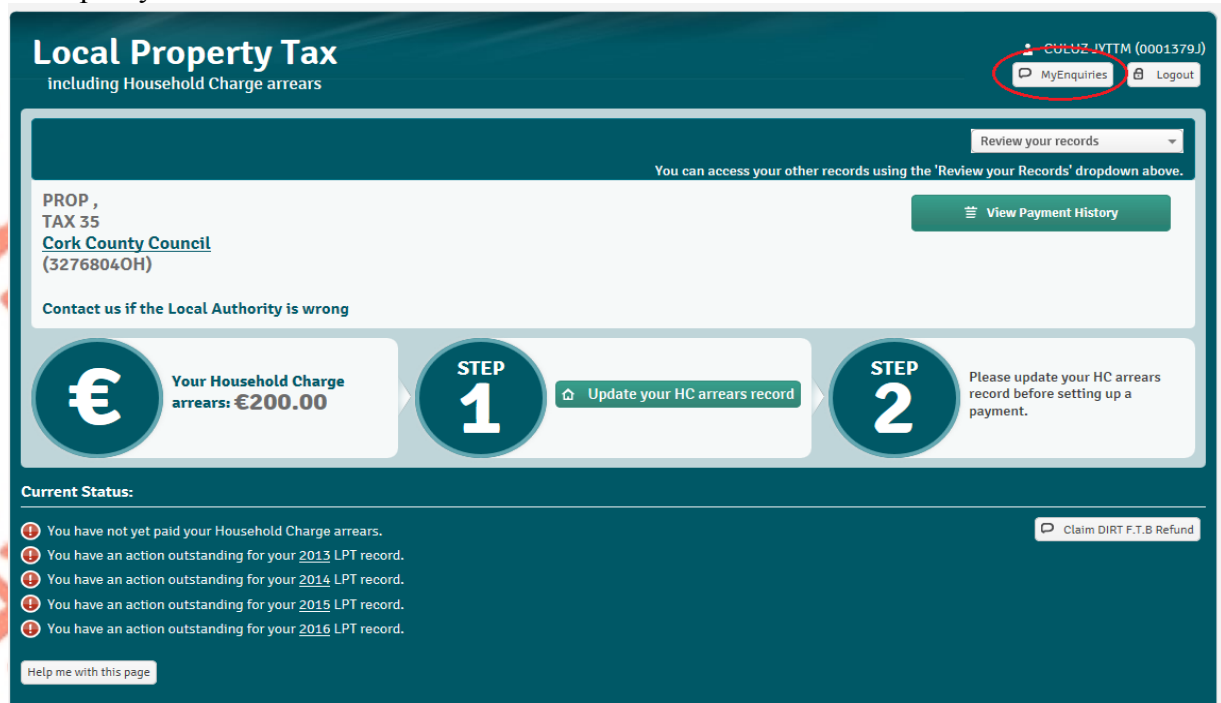 Local Property Tax
including Household Charge arrears
CULUZ JYTTM (0001379J)
MyEnquiries
Logout
Review your records
You can access your other records using the 'Review your Records' dropdown above.
PROP ,
TAX 35
Cork County Council
(3276804OH)
View Payment History
Contact us if the Local Authority is wrong
€
Your Household Charge
arrears: €200.00
STEP
1
Update your HC arrears record
STEP
2
Please update your HC arrears
record before setting up a
payment.
Current Status:
You have not yet paid your Household Charge arrears.
Claim DIRT F.T.B Refund
You have an action outstanding for your 2013 LPT record.
You have an action outstanding for your 2014 LPT record.
You have an action outstanding for your 2015 LPT record.
You have an action outstanding for your 2016 LPT record.
Help me with this page